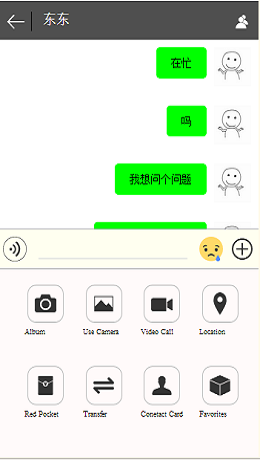 东东
在忙
吗
我想问个问题
Album
Use Camera
Video Call
Location
Red Pocket
Transfer
Conetact Card
Favorites